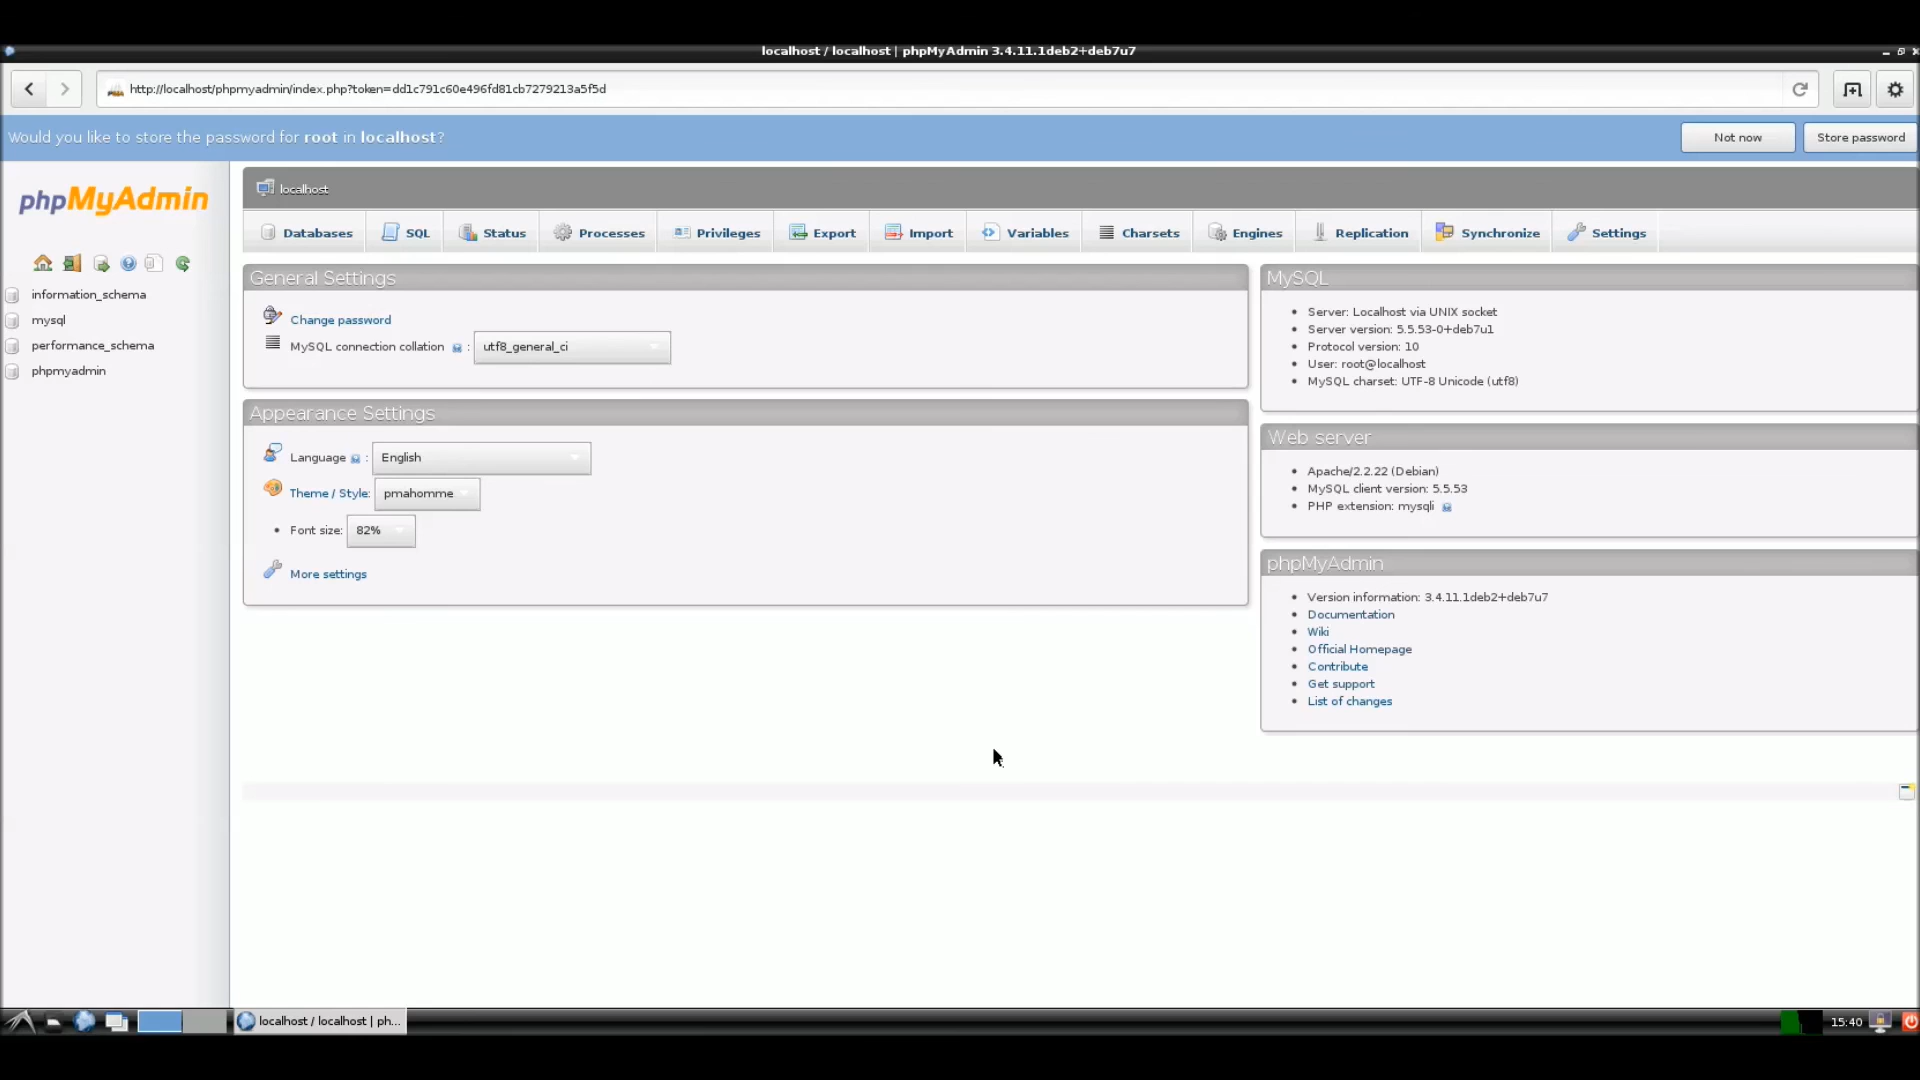 localhost / localhost | phpMyAdmin 3.4.11.1deb2+deb7u7
http://localhost/phpmyadmin/index.php?token=dd1c791c60e496fd81cb7279213a5f5d
Would you like to store the password for root in localhost?
Not now
Store password
phpMyAdmin
information_schema
mysql
performance_schema
phpmyadmin
localhost
Databases
SQL
Status
Processes
Privileges
Export
Import
Variables
Charsets
Engines
Replication
Synchronize
Settings
General Settings
Change password
MySQL connection collation : utf8_general_ci
Appearance Settings
Language : English
Theme / Style: pmahomme
Font size: 82%
More settings
MySQL
Server: Localhost via UNIX socket
Server version: 5.5.53-0+deb7u1
Protocol version: 10
User: root@localhost
MySQL charset: UTF-8 Unicode (utf8)
Web server
Apache/2.2.22 (Debian)
MySQL client version: 5.5.53
PHP extension: mysqli
phpMyAdmin
Version information: 3.4.11.1deb2+deb7u7
Documentation
Wiki
Official Homepage
Contribute
Get support
List of changes
localhost / localhost | ph...
15:40